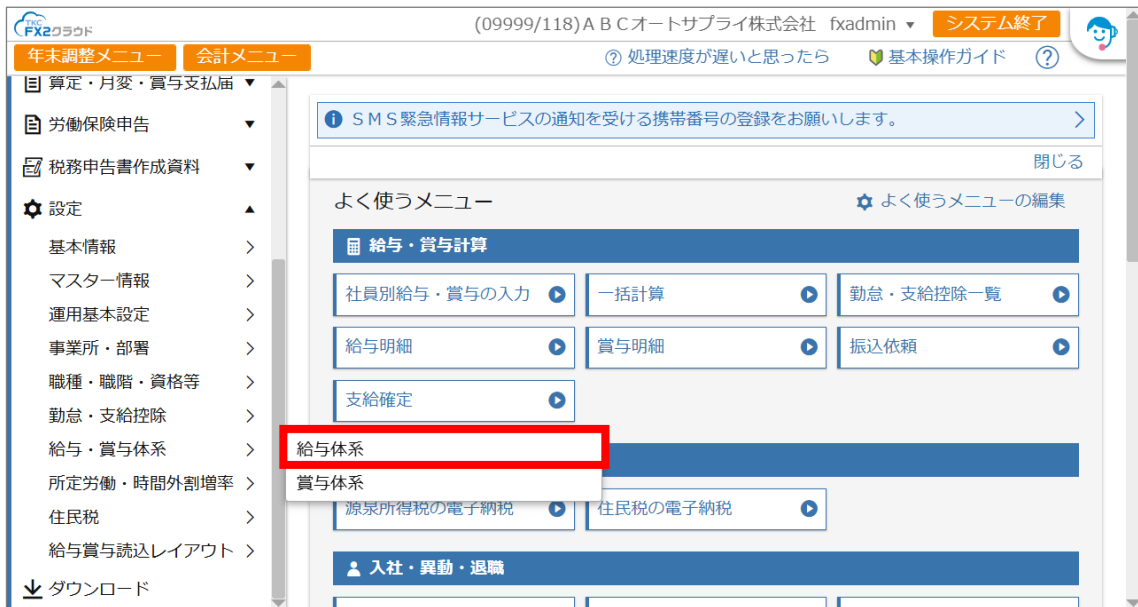 TKC
FX2クラウド
(09999/118)ＡＢＣオートサプライ株式会社 fxadmin ▼ システム終了
年末調整メニュー 会計メニュー
? 処理速度が遅いと思ったら 基本操作ガイド ?
算定・月変・賞与支払届 ▼
労働保険申告 ▼
税務申告書作成資料 ▼
設定 ▲
基本情報 >
マスター情報 >
運用基本設定 >
事業所・部署 >
職種・職階・資格等 >
勤怠・支給控除 >
給与・賞与体系 >
所定労働・時間外割増率 >
住民税 >
給与賞与読込レイアウト >
ダウンロード
給与体系
賞与体系
ＳＭＳ緊急情報サービスの通知を受ける携帯番号の登録をお願いします。 >
閉じる
よく使うメニュー
よく使うメニューの編集
給与・賞与計算
社員別給与・賞与の入力
一括計算
勤怠・支給控除一覧
給与明細
賞与明細
振込依頼
支給確定
源泉所得税の電子納税
住民税の電子納税
入社・異動・退職